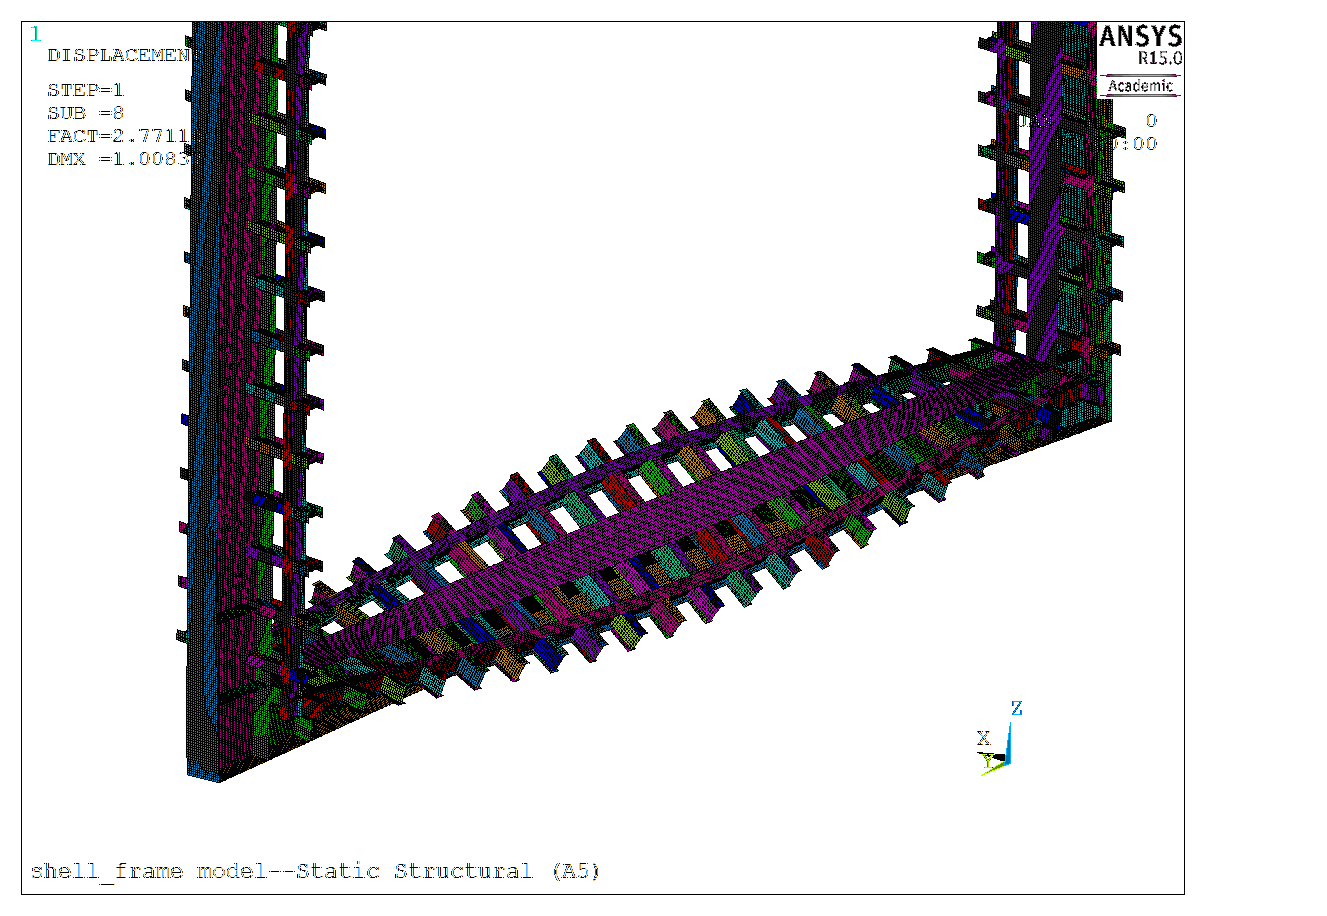 1
DISPLACEMEN
STEP=1
SUB =8
FACT=2.7711
DMX =1.0083
ANSYS
R15.0
Academic
0
:00
Z
X
Y
shell_frame model--Static Structural (A5)